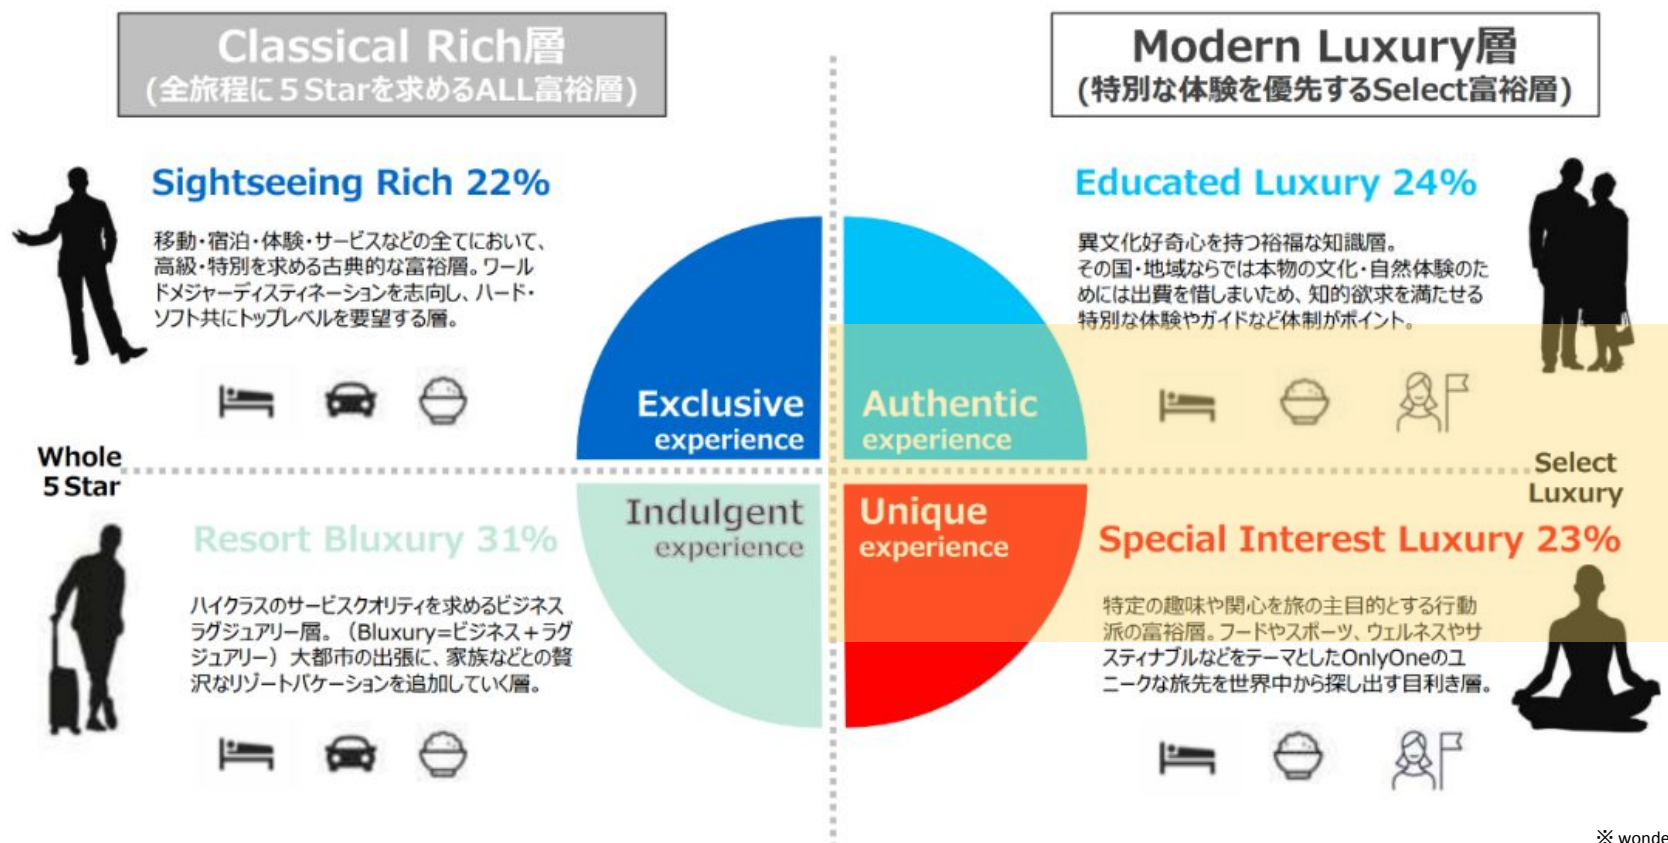 Classical Rich層
(全旅程に５Starを求めるALL富裕層)
Modern Luxury層
(特別な体験を優先するSelect富裕層)
Sightseeing Rich 22%
移動・宿泊・体験・サービスなどの全てにおいて、
高級・特別を求める古典的な富裕層。ワール
ドメジャーディスティネーションを志向し、ハード・
ソフト共にトップレベルを要望する層。
Educated Luxury 24%
異文化好奇心を持つ裕福な知識層。
その国・地域ならでは本物の文化・自然体験のた
めには出費を惜しまいため、知的欲求を満たせる
特別な体験やガイドなど体制がポイント。
Exclusive
experience
Authentic
experience
Whole
5 Star
Select
Luxury
Indulgent
experience
Unique
experience
Resort Bluxury 31%
ハイクラスのサービスクオリティを求めるビジネス
ラグジュアリー層。（Bluxury=ビジネス＋ラグ
ジュアリー）大都市の出張に、家族などとの贅
沢なリゾートバケーションを追加していく層。
Special Interest Luxury 23%
特定の趣味や関心を旅の主目的とする行動
派の富裕層。フードやスポーツ、ウェルネスやサ
スティナブルなどをテーマとしたOnlyOneのユ
ニークな旅先を世界中から探し出す目利き層。
※ wonde